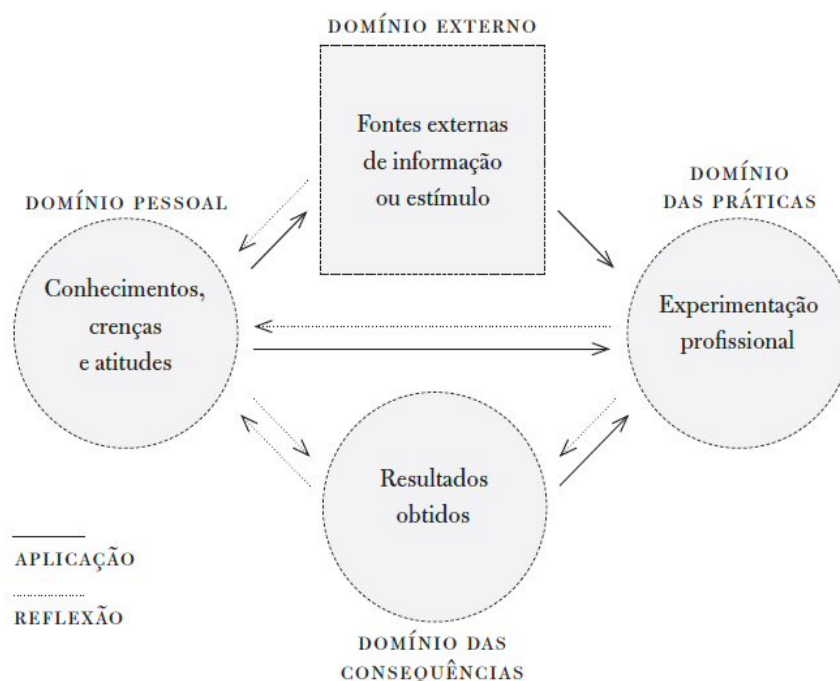 DOMÍNIO EXTERNO
Fontes externas
de informação
ou estímulo
DOMÍNIO PESSOAL
Conhecimentos,
crenças
e atitudes
DOMÍNIO
DAS PRÁTICAS
Experimentação
profissional
Resultados
obtidos
APLICAÇÃO
REFLEXÃO
DOMÍNIO DAS
CONSEQUÊNCIAS